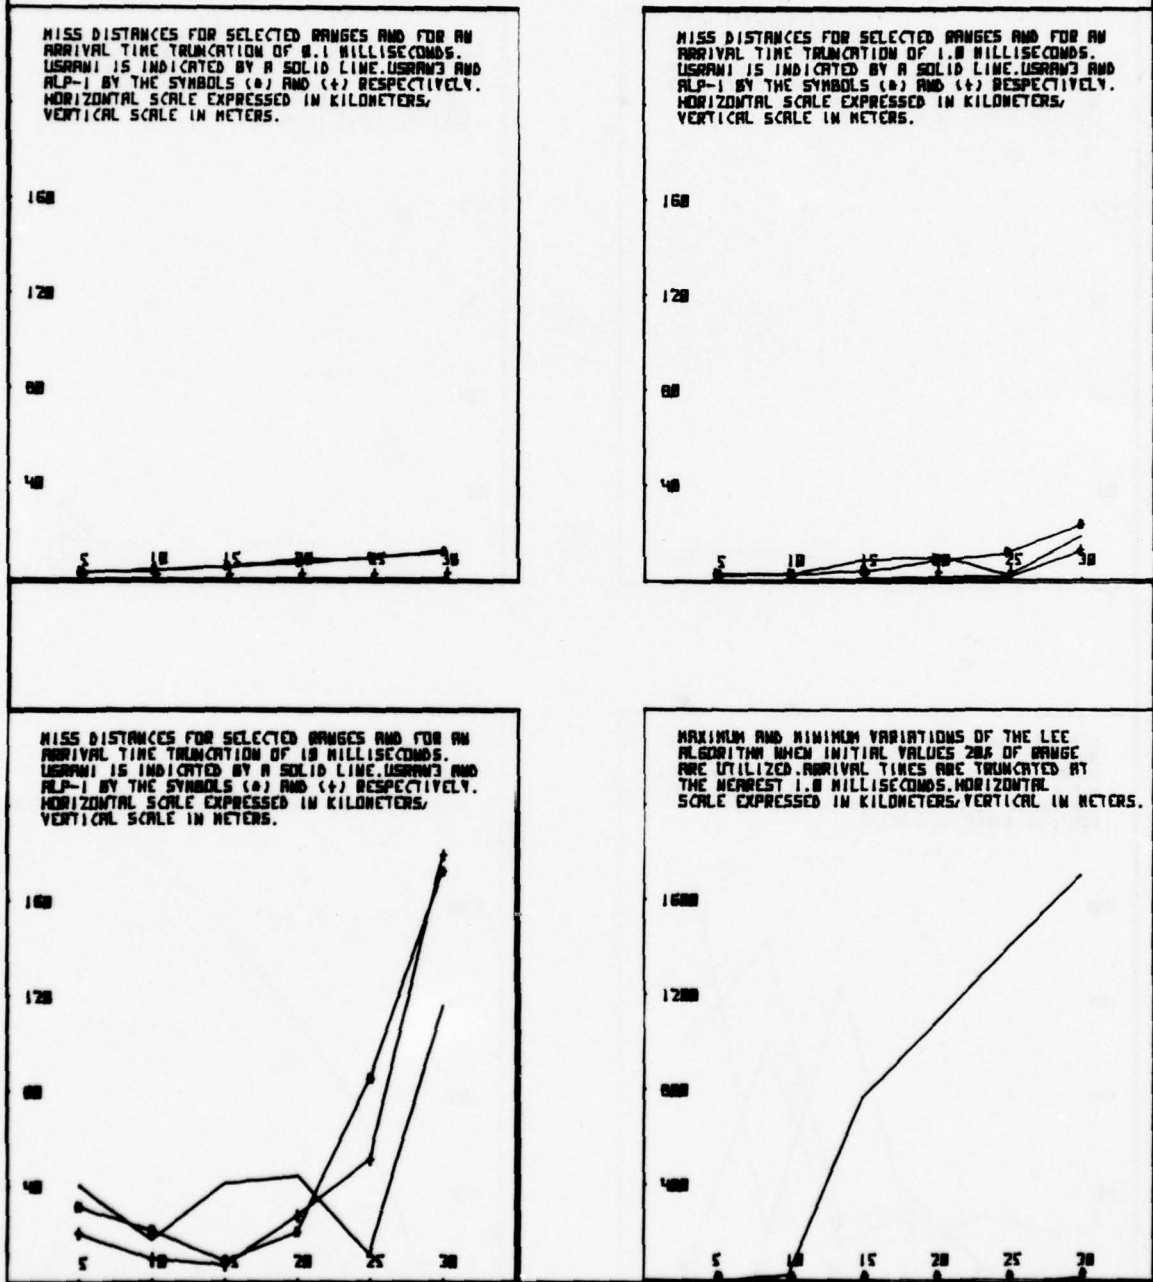 MISS DISTANCES FOR SELECTED RANGES AND FOR AN
ARRIVAL TIME TRUNCATION OF 0.1 MILLISECONDS.
USRAN1 IS INDICATED BY A SOLID LINE.USRAN3 AND
ALP-1 BY THE SYMBOLS (*) AND (+) RESPECTIVELY.
HORIZONTAL SCALE EXPRESSED IN KILOMETERS,
VERTICAL SCALE IN METERS.
160
120
80
40
5 10 15 20 25 30
MISS DISTANCES FOR SELECTED RANGES AND FOR AN
ARRIVAL TIME TRUNCATION OF 1.0 MILLISECONDS.
USRAN1 IS INDICATED BY A SOLID LINE.USRAN3 AND
ALP-1 BY THE SYMBOLS (*) AND (+) RESPECTIVELY.
HORIZONTAL SCALE EXPRESSED IN KILOMETERS,
VERTICAL SCALE IN METERS.
160
120
80
40
5 10 15 20 25 30
MISS DISTANCES FOR SELECTED RANGES AND FOR AN
ARRIVAL TIME TRUNCATION OF 10 MILLISECONDS.
USRAN1 IS INDICATED BY A SOLID LINE.USRAN3 AND
ALP-1 BY THE SYMBOLS (*) AND (+) RESPECTIVELY.
HORIZONTAL SCALE EXPRESSED IN KILOMETERS,
VERTICAL SCALE IN METERS.
160
120
80
40
5 10 15 20 25 30
MAXIMUM AND MINIMUM VARIATIONS OF THE LEE
ALGORITHM WHEN INITIAL VALUES 20% OF RANGE
ARE UTILIZED.ARRIVAL TIMES ARE TRUNCATED AT
THE NEAREST 1.0 MILLISECONDS.HORIZONTAL
SCALE EXPRESSED IN KILOMETERS,VERTICAL IN METERS.
1600
1200
800
400
5 10 15 20 25 30